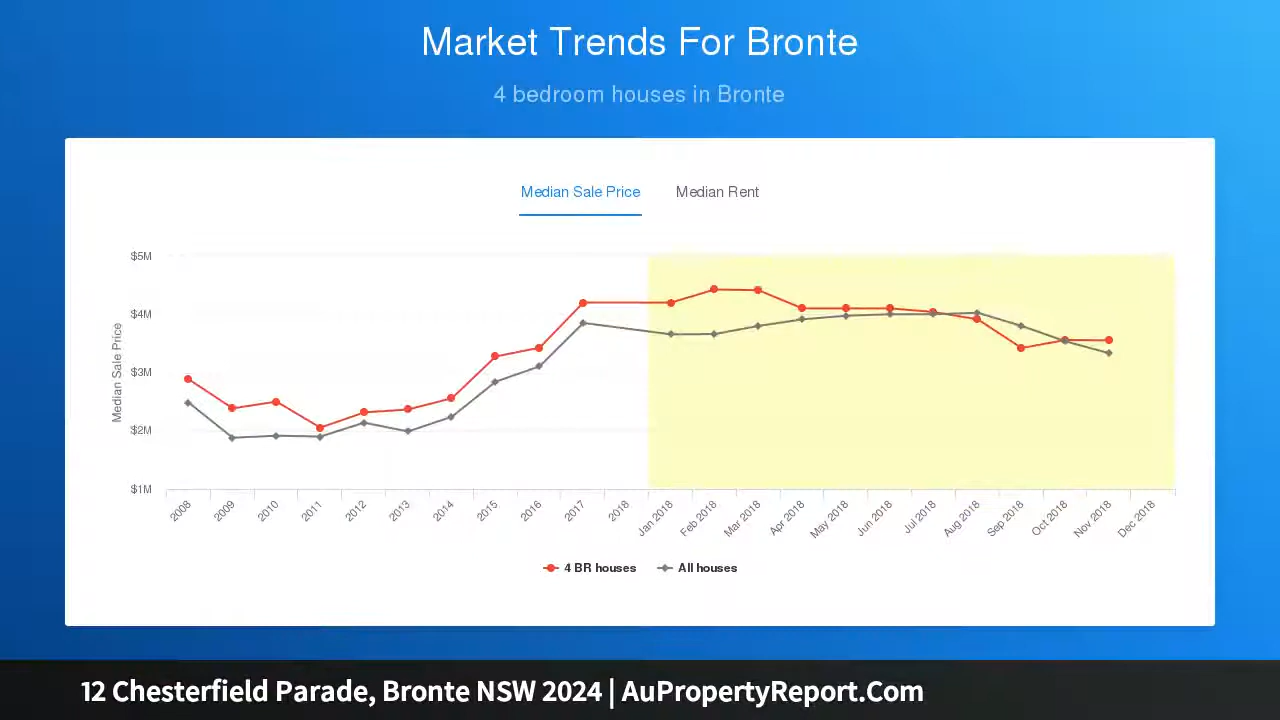 Market Trends For Bronte
4 bedroom houses in Bronte
Median Sale Price Median Rent
$5M
$4M
$3M
$2M
$1M
Median Sale Price
2008 2009 2010 2011 2012 2013 2014 2015 2016 2017 2018 Jan 2018 Feb 2018 Mar 2018 Apr 2018 May 2018 Jun 2018 Jul 2018 Aug 2018 Sep 2018 Oct 2018 Nov 2018 Dec 2018
4 BR houses All houses
12 Chesterfield Parade, Bronte NSW 2024 | AuPropertyReport.Com